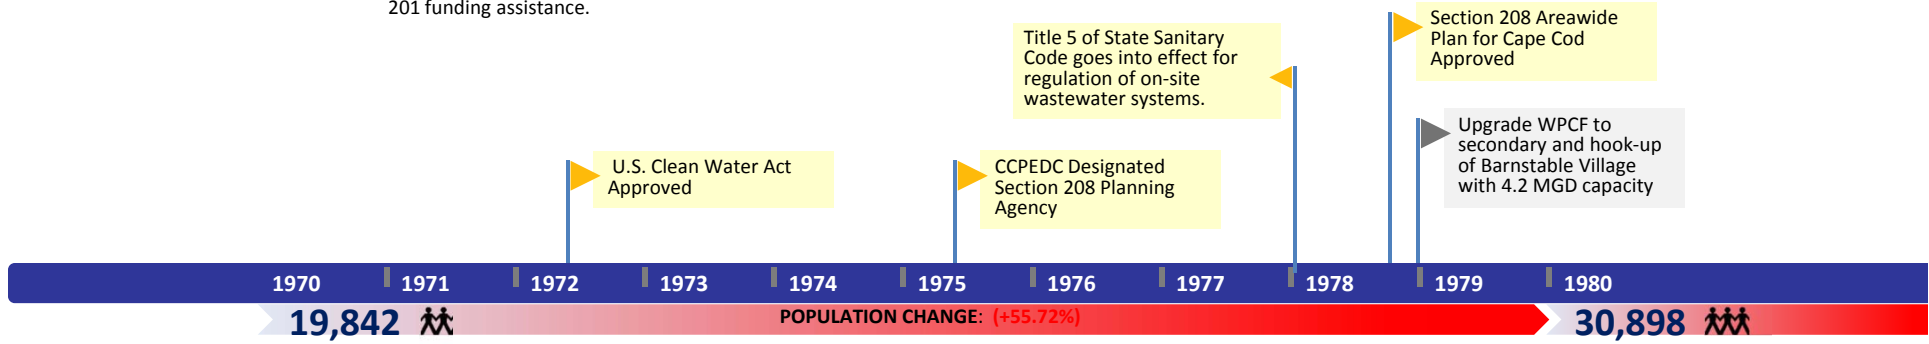 201 funding assistance.
Title 5 of State Sanitary
Code goes into effect for
regulation of on-site
wastewater systems.
Section 208 Areawide
Plan for Cape Cod
Approved
Upgrade WPCF to
secondary and hook-up
of Barnstable Village
with 4.2 MGD capacity
U.S. Clean Water Act
Approved
CCPEDC Designated
Section 208 Planning
Agency
1970 1971 1972 1973 1974 1975 1976 1977 1978 1979 1980
19,842 POPULATION CHANGE: (+55.72%) 30,898